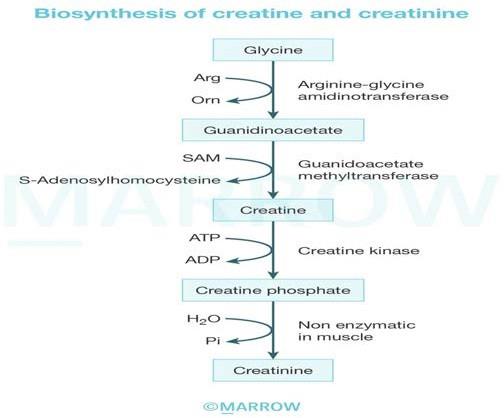 Biosynthesis of creatine and creatinine
Glycine
Arg
Orn
Arginine-glycine
amidinotransferase
Guanidinoacetate
SAM
S-Adenosylhomocysteine
Guanidoacetate
methyltransferase
MARROW
Creatine
ATP
ADP
Creatine kinase
Creatine phosphate
H₂O
Pi
Non enzymatic
in muscle
Creatinine
©MARROW